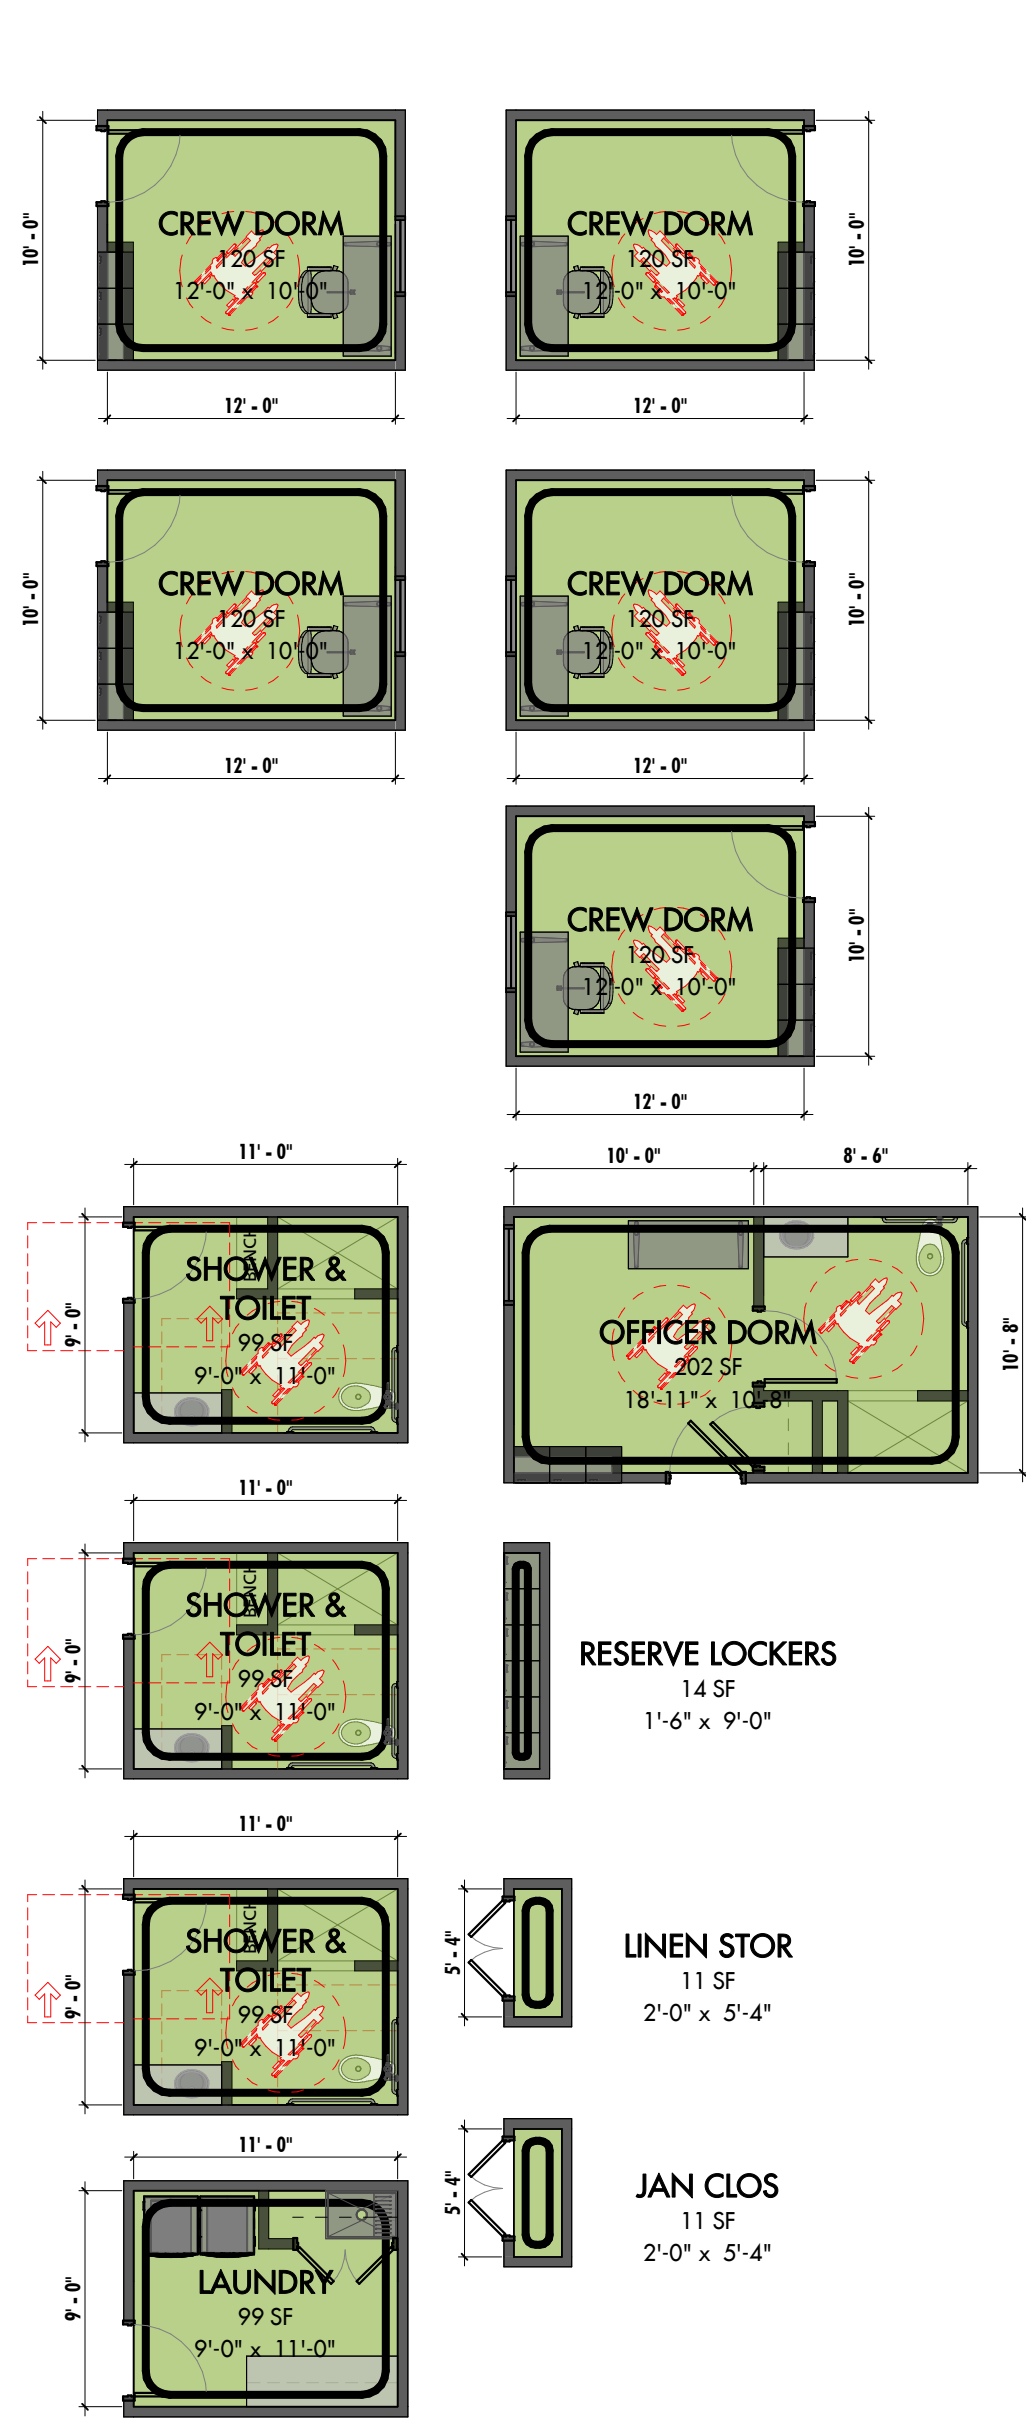 10' - 0"
CREW DORM
120 SF
12'-0" x 10'-0"
12' - 0"
CREW DORM
120 SF
12'-0" x 10'-0"
10' - 0"
12' - 0"
10' - 0"
CREW DORM
120 SF
12'-0" x 10'-0"
12' - 0"
CREW DORM
120 SF
12'-0" x 10'-0"
10' - 0"
12' - 0"
CREW DORM
120 SF
12'-0" x 10'-0"
10' - 0"
12' - 0"
11' - 0"
9' - 0"
BENCH
SHOWER &
TOILET
99 SF
9'-0" x 11'-0"
10' - 0"
8' - 6"
OFFICER DORM
202 SF
18'-11" x 10'-8"
10' - 8"
11' - 0"
9' - 0"
BENCH
SHOWER &
TOILET
99 SF
9'-0" x 11'-0"
RESERVE LOCKERS
14 SF
1'-6" x 9'-0"
11' - 0"
9' - 0"
BENCH
SHOWER &
TOILET
99 SF
9'-0" x 11'-0"
5' - 4"
LINEN STOR
11 SF
2'-0" x 5'-4"
11' - 0"
9' - 0"
LAUNDRY
99 SF
9'-0" x 11'-0"
5' - 4"
JAN CLOS
11 SF
2'-0" x 5'-4"